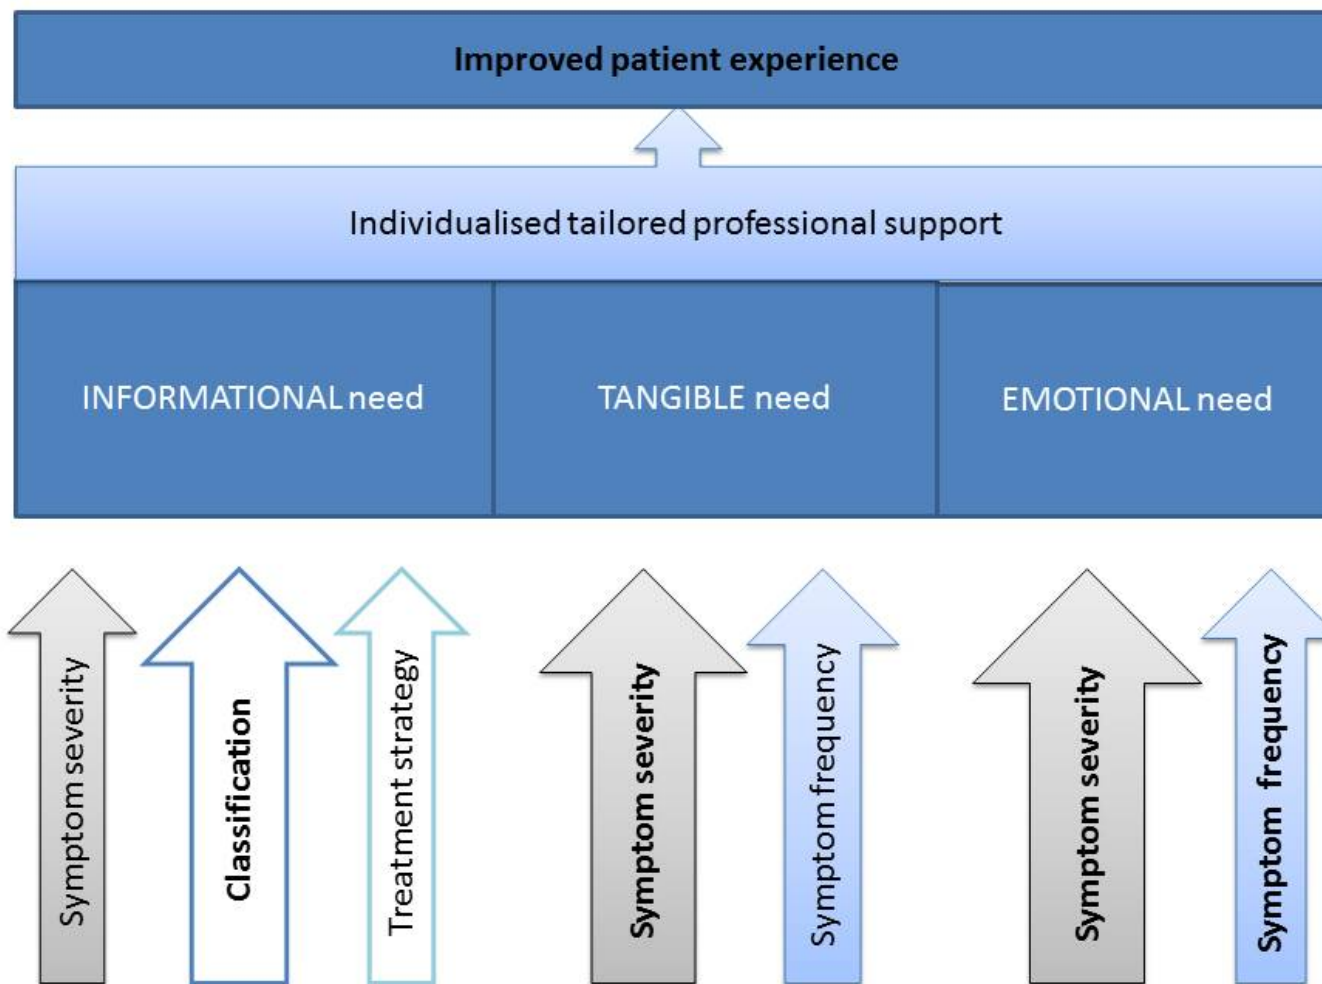 Improved patient experience
Individualised tailored professional support
INFORMATIONAL need
TANGIBLE need
EMOTIONAL need
Symptom severity
Classification
Treatment strategy
Symptom severity
Symptom frequency
Symptom severity
Symptom frequency